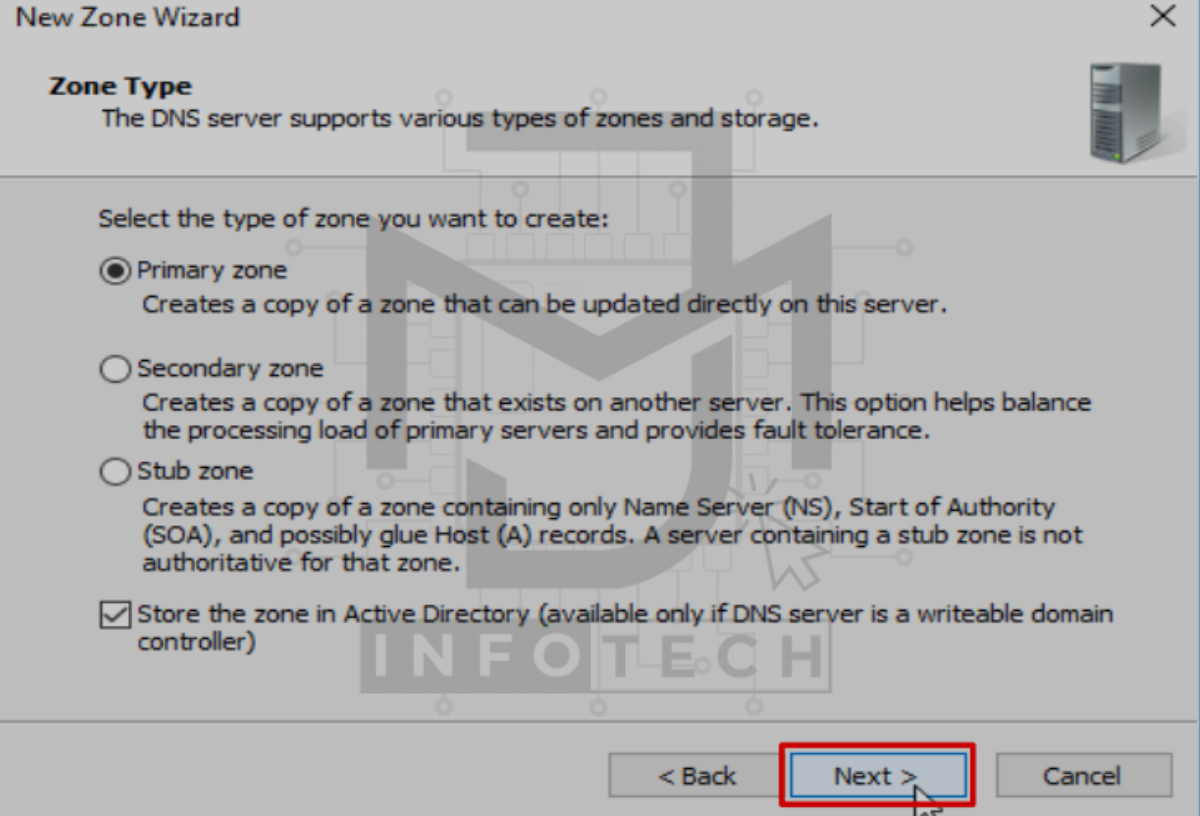 New Zone Wizard
Zone Type
The DNS server supports various types of zones and storage.
Select the type of zone you want to create:
Primary zone
Creates a copy of a zone that can be updated directly on this server.
Secondary zone
Creates a copy of a zone that exists on another server. This option helps balance
the processing load of primary servers and provides fault tolerance.
Stub zone
Creates a copy of a zone containing only Name Server (NS), Start of Authority
(SOA), and possibly glue Host (A) records. A server containing a stub zone is not
authoritative for that zone.
Store the zone in Active Directory (available only if DNS server is a writeable domain
controller)
INFOTECH
< Back Next > Cancel